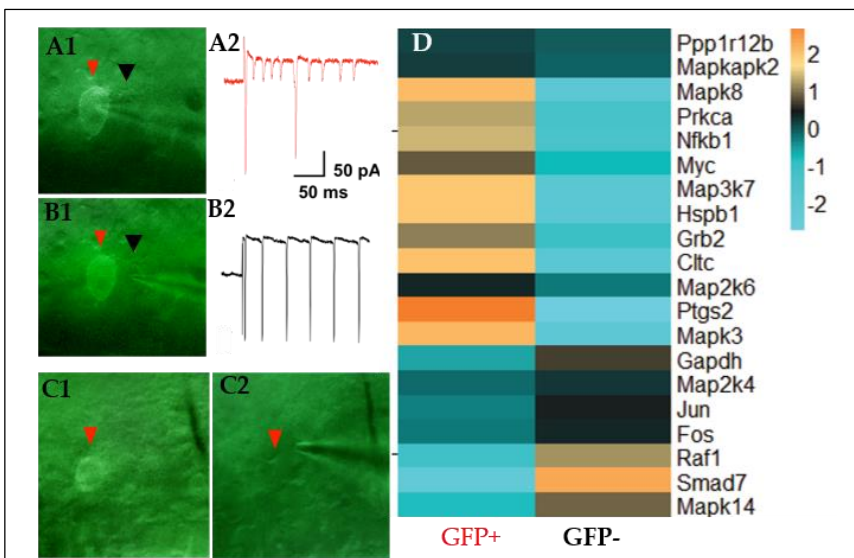 A1
A2
50 pA
50 ms
B1
B2
C1
C2
D
Ppp1r12b
Mapkapk2
Mapk8
Prkca
Nfkb1
Myc
Map3k7
Hspb1
Grb2
Cltc
Map2k6
Ptgs2
Mapk3
Gapdh
Map2k4
Jun
Fos
Raf1
Smad7
Mapk14
GFP+ GFP-
2
1
0
-1
-2